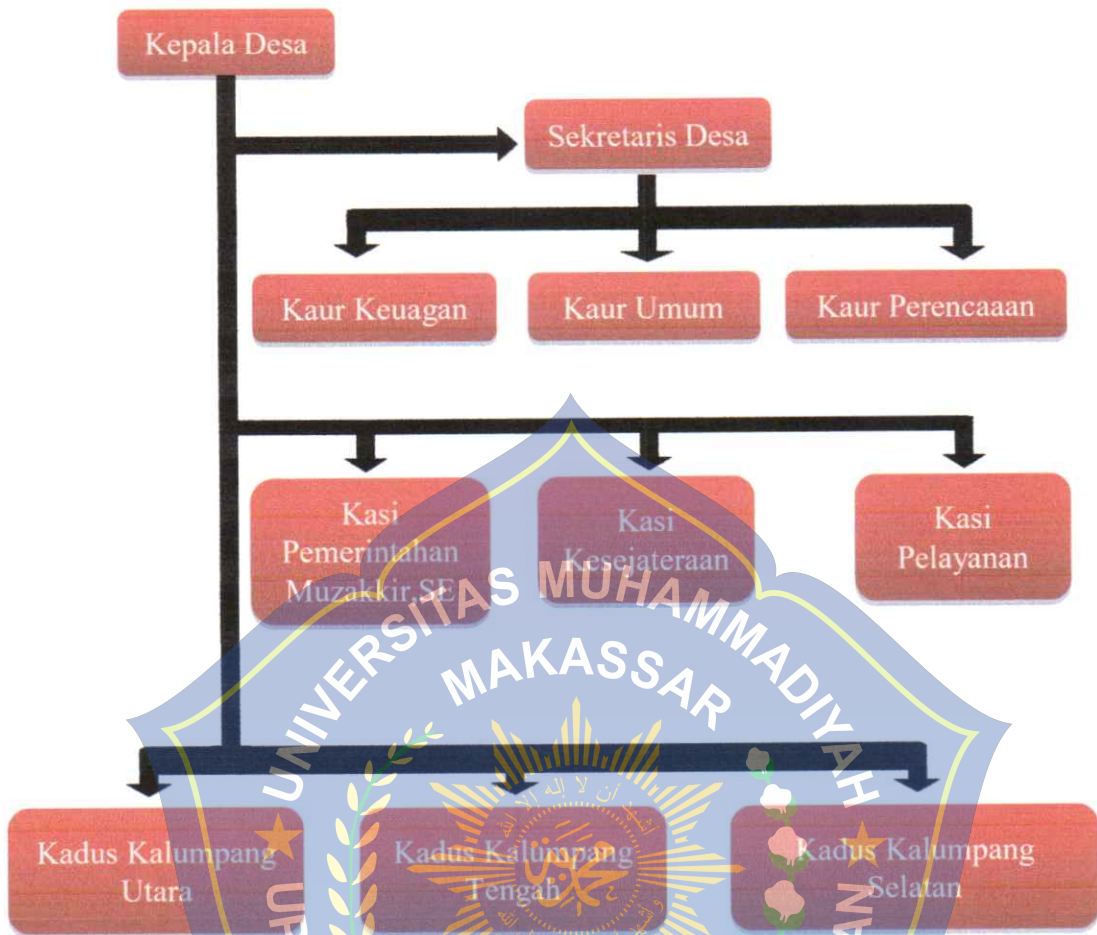 Kepala Desa
Sekretaris Desa
Kaur Keuagan
Kaur Umum
Kaur Perencaaan
Kasi
Pemerintahan
Muzakkir,SE
Kasi
Kesejateraan
Kasi
Pelayanan
UNIVERSITAS MUHAMMADIYAH
MAKASSAR
Kadus Kalumpang
Utara
Kadus Kalumpang
Tengah
Kadus Kalumpang
Selatan